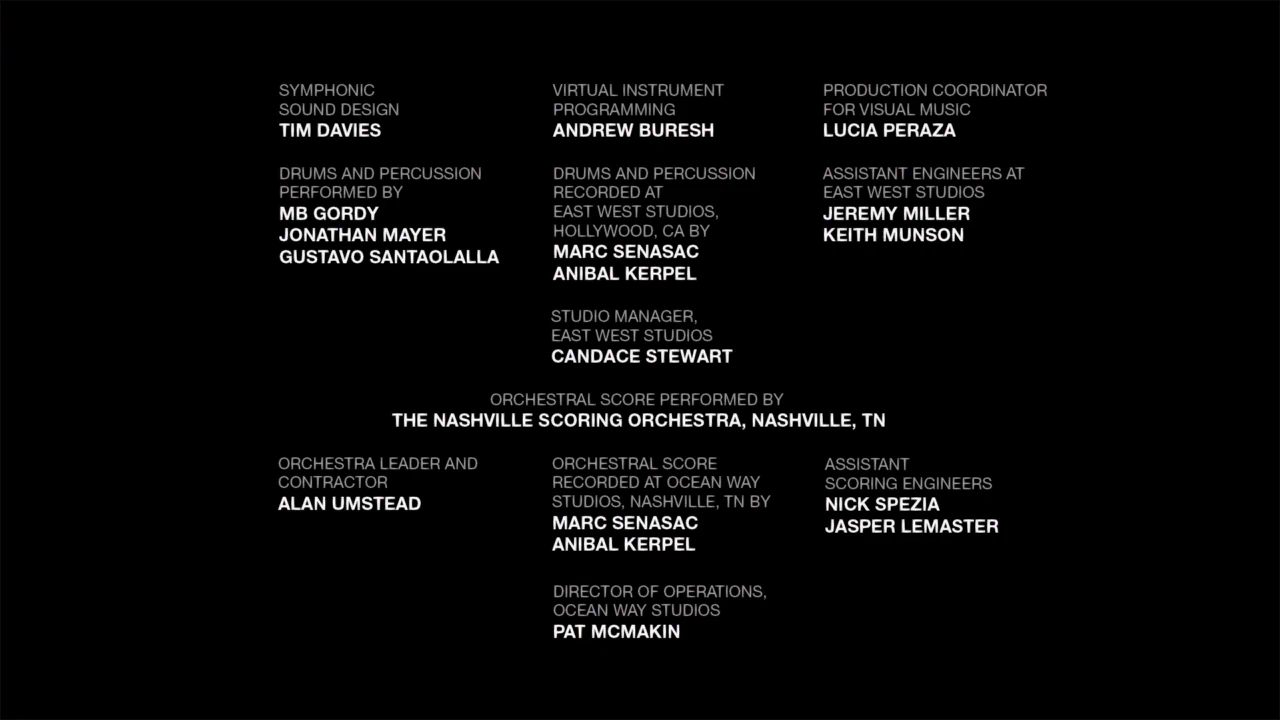 SYMPHONIC
SOUND DESIGN
TIM DAVIES
VIRTUAL INSTRUMENT
PROGRAMMING
ANDREW BURESH
PRODUCTION COORDINATOR
FOR VISUAL MUSIC
LUCIA PERAZA
DRUMS AND PERCUSSION
PERFORMED BY
MB GORDY
JONATHAN MAYER
GUSTAVO SANTAOLALLA
DRUMS AND PERCUSSION
RECORDED AT
EAST WEST STUDIOS,
HOLLYWOOD, CA BY
MARC SENASAC
ANIBAL KERPEL
ASSISTANT ENGINEERS AT
EAST WEST STUDIOS
JEREMY MILLER
KEITH MUNSON
STUDIO MANAGER,
EAST WEST STUDIOS
CANDACE STEWART
ORCHESTRAL SCORE PERFORMED BY
THE NASHVILLE SCORING ORCHESTRA, NASHVILLE, TN
ORCHESTRA LEADER AND
CONTRACTOR
ALAN UMSTEAD
ORCHESTRAL SCORE
RECORDED AT OCEAN WAY
STUDIOS, NASHVILLE, TN BY
MARC SENASAC
ANIBAL KERPEL
ASSISTANT
SCORING ENGINEERS
NICK SPEZIA
JASPER LEMASTER
DIRECTOR OF OPERATIONS,
OCEAN WAY STUDIOS
PAT MCMAKIN